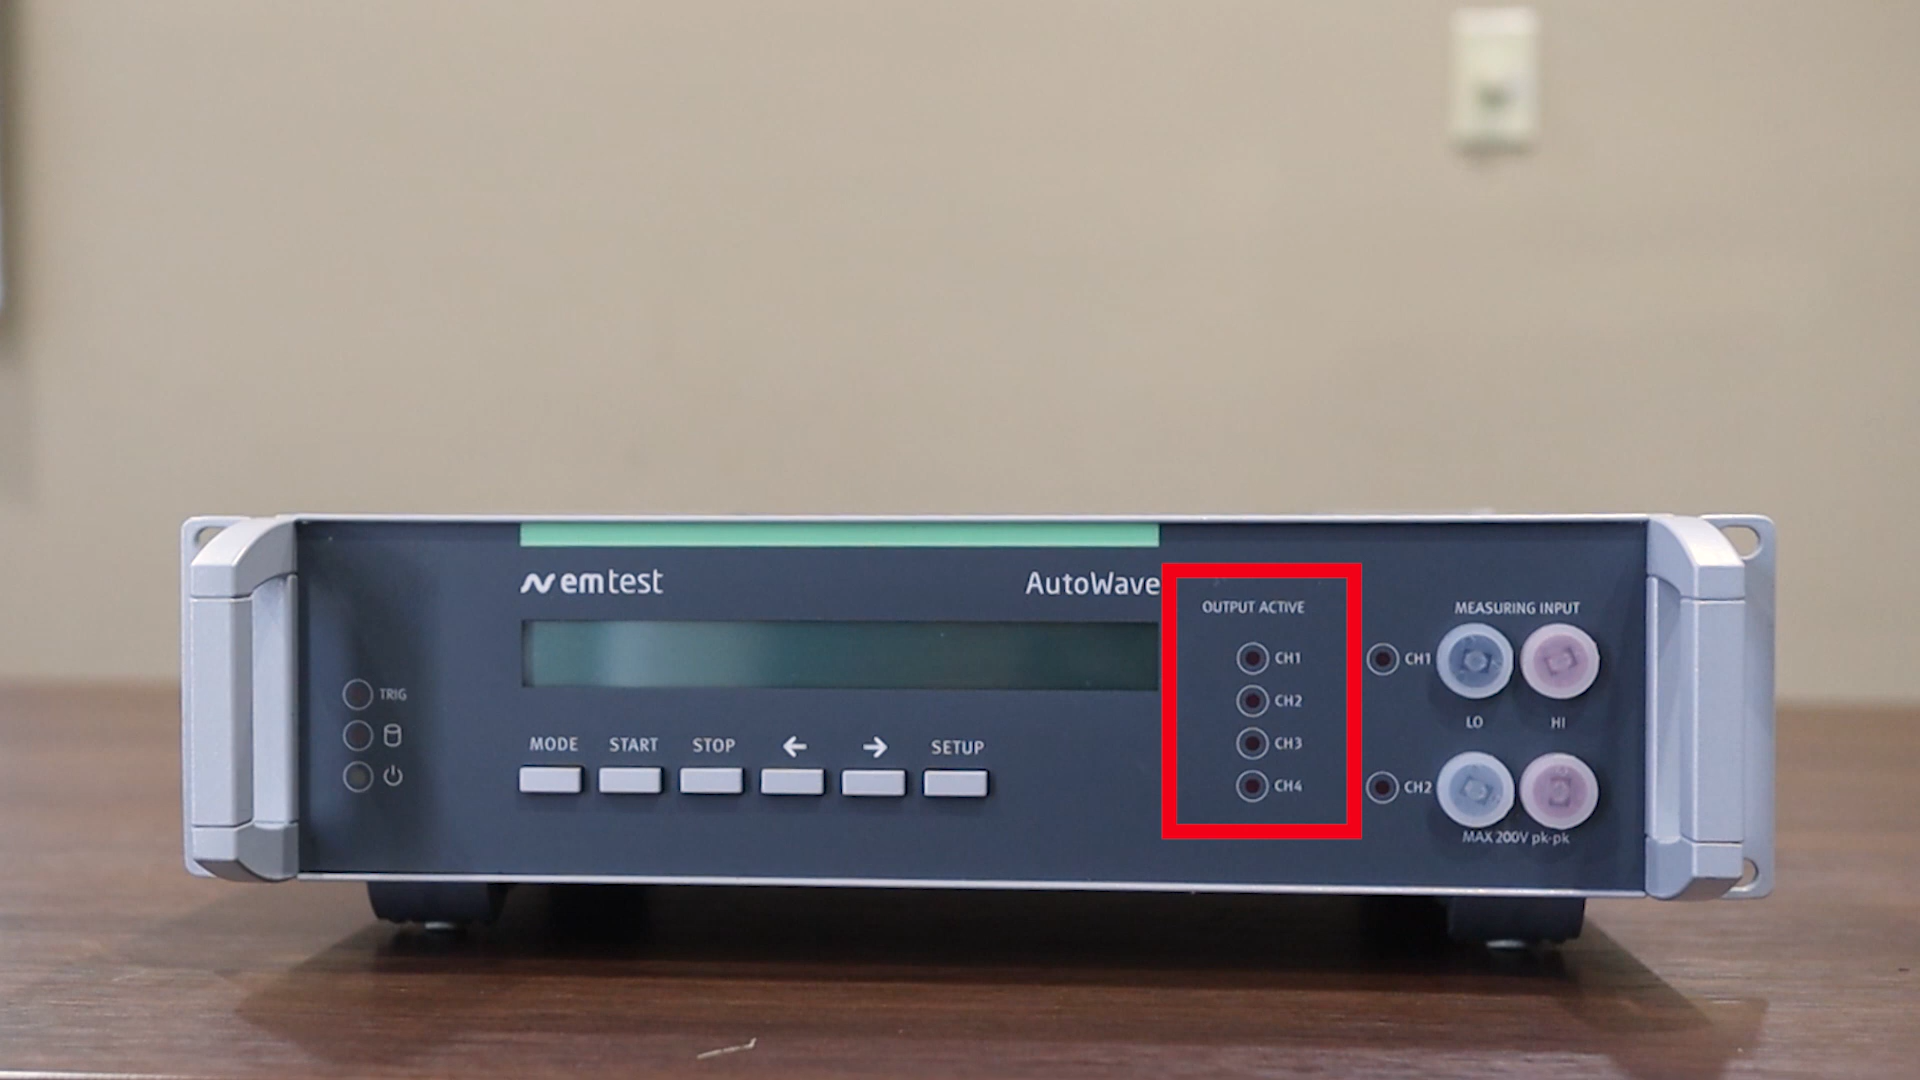 emtest
AutoWave
TRIG
MODE START STOP ← → SETUP
OUTPUT ACTIVE
CH1
CH2
CH3
CH4
MEASURING INPUT
CH1
LO HI
CH2
MAX 200V pk-pk